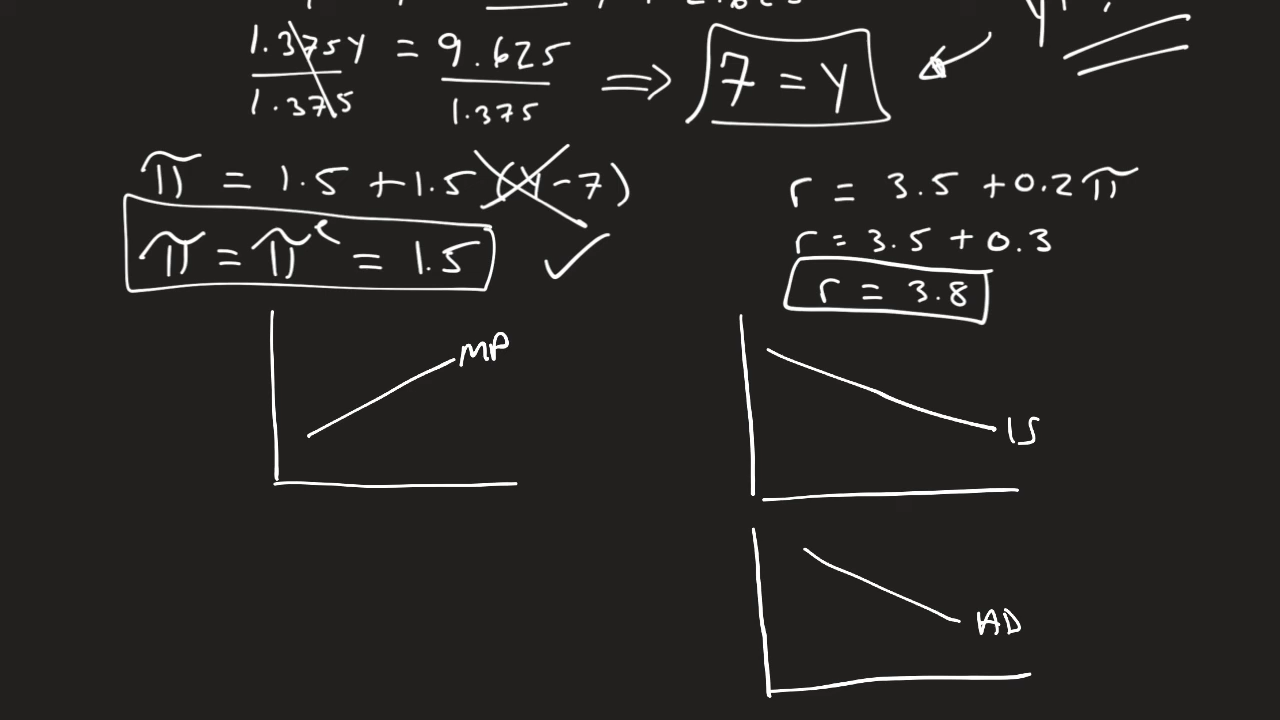 1.375Y = 9.625
1.375 1.375
⟹ 7 = Y
π = 1.5 + 1.5 (Y - 7)
π = πᵉ = 1.5 ✓
r = 3.5 + 0.2π
r = 3.5 + 0.3
r = 3.8
MP
IS
AD